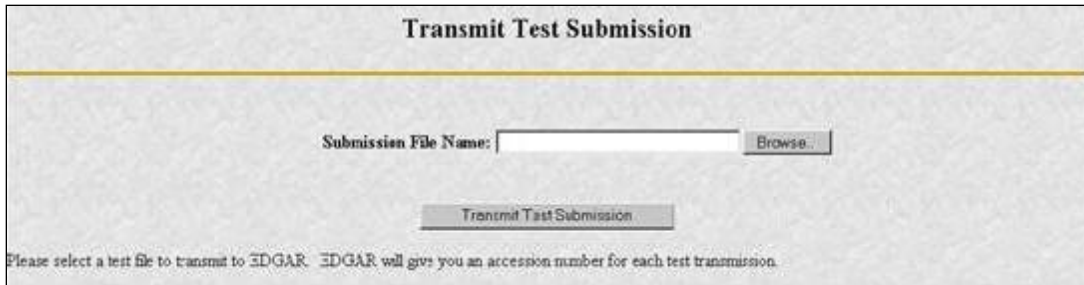 Transmit Test Submission
Submission File Name: Browse..
Transmit Test Submission
Please select a test file to transmit to EDGAR. EDGAR will give you an accession number for each test transmission.